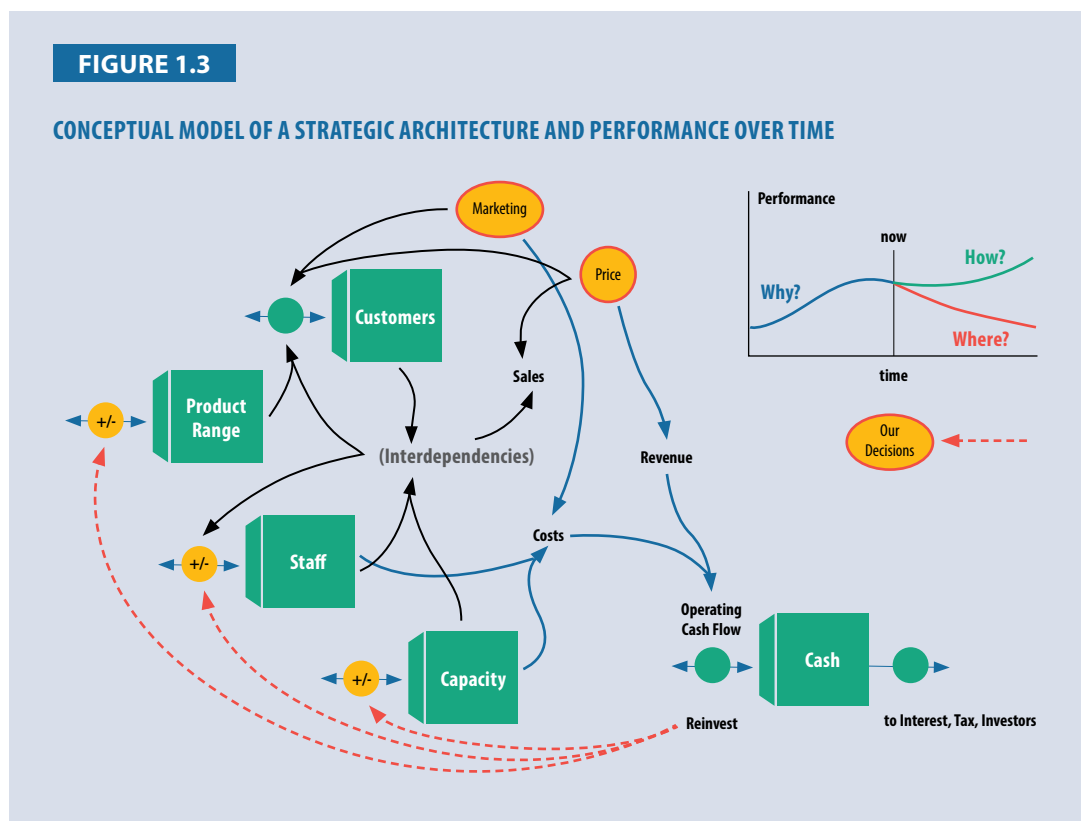 FIGURE 1.3
CONCEPTUAL MODEL OF A STRATEGIC ARCHITECTURE AND PERFORMANCE OVER TIME
Marketing
Price
Customers
Sales
Product
Range
+/-
(Interdependencies)
Revenue
Costs
Staff
+/-
Capacity
+/-
Operating
Cash Flow
Cash
Reinvest
to Interest, Tax, Investors
Performance
now
How?
Why?
Where?
time
Our
Decisions